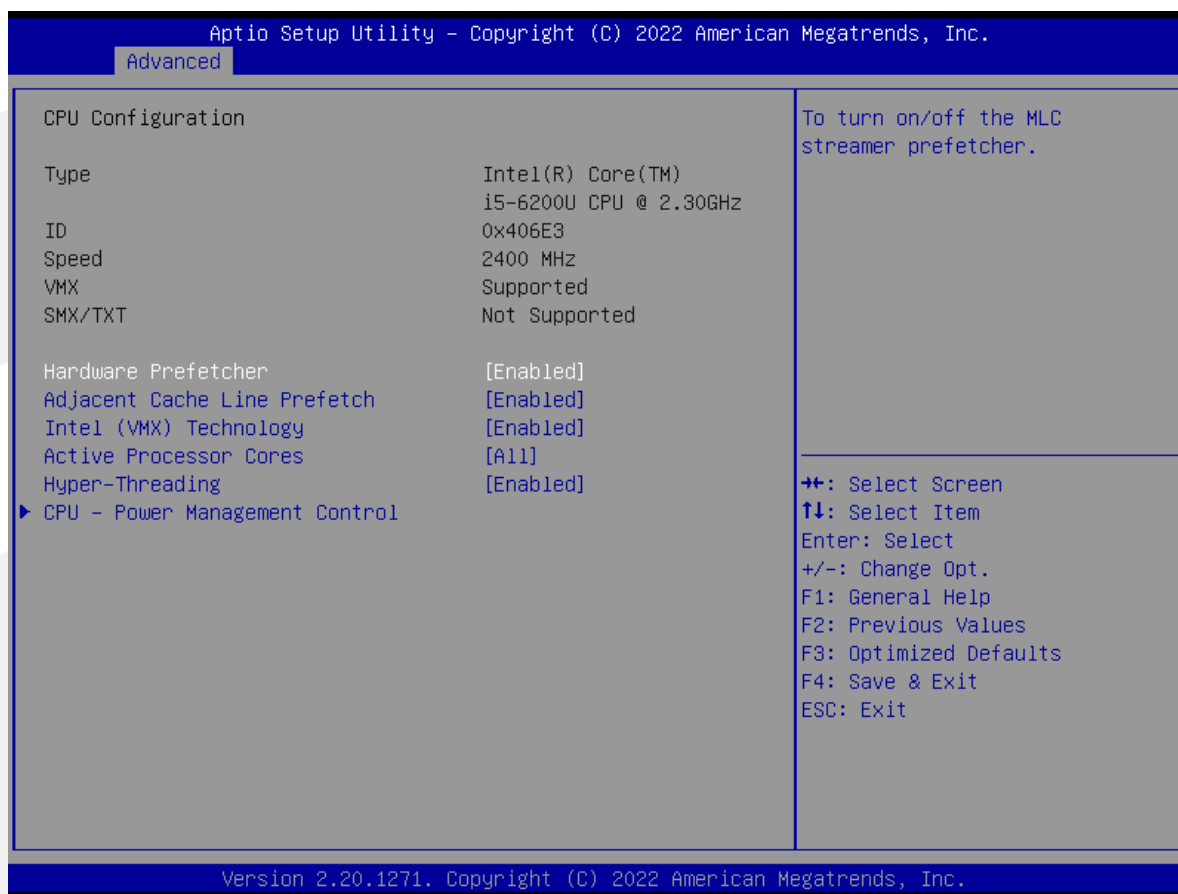 Aptio Setup Utility – Copyright (C) 2022 American Megatrends, Inc.
Advanced
CPU Configuration
Type Intel(R) Core(TM)
i5-6200U CPU @ 2.30GHz
ID 0x406E3
Speed 2400 MHz
VMX Supported
SMX/TXT Not Supported
Hardware Prefetcher [Enabled]
Adjacent Cache Line Prefetch [Enabled]
Intel (VMX) Technology [Enabled]
Active Processor Cores [All]
Hyper-Threading [Enabled]
▶ CPU – Power Management Control
To turn on/off the MLC
streamer prefetcher.
→←: Select Screen
↑↓: Select Item
Enter: Select
+/-: Change Opt.
F1: General Help
F2: Previous Values
F3: Optimized Defaults
F4: Save & Exit
ESC: Exit
Version 2.20.1271. Copyright (C) 2022 American Megatrends, Inc.